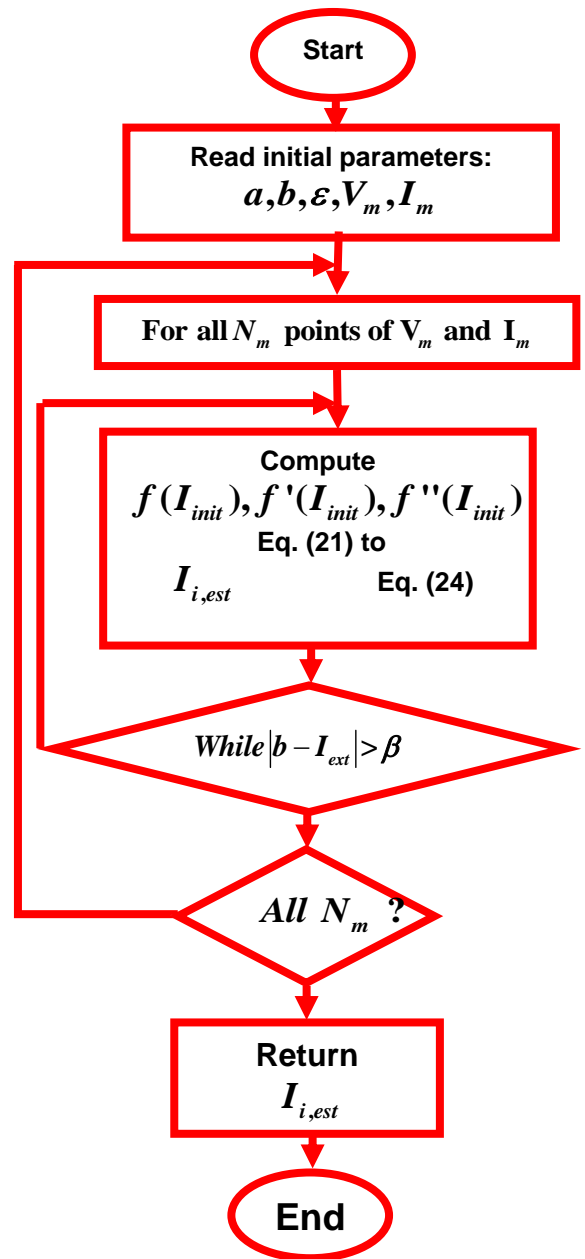 Start
Read initial parameters:
a,b,ε,V_m,I_m
For all N_m points of V_m and I_m
Compute
f(I_init),f'(I_init),f''(I_init)
Eq. (21) to
I_i,est Eq. (24)
While|b−I_ext|>β
All N_m ?
Return
I_i,est
End